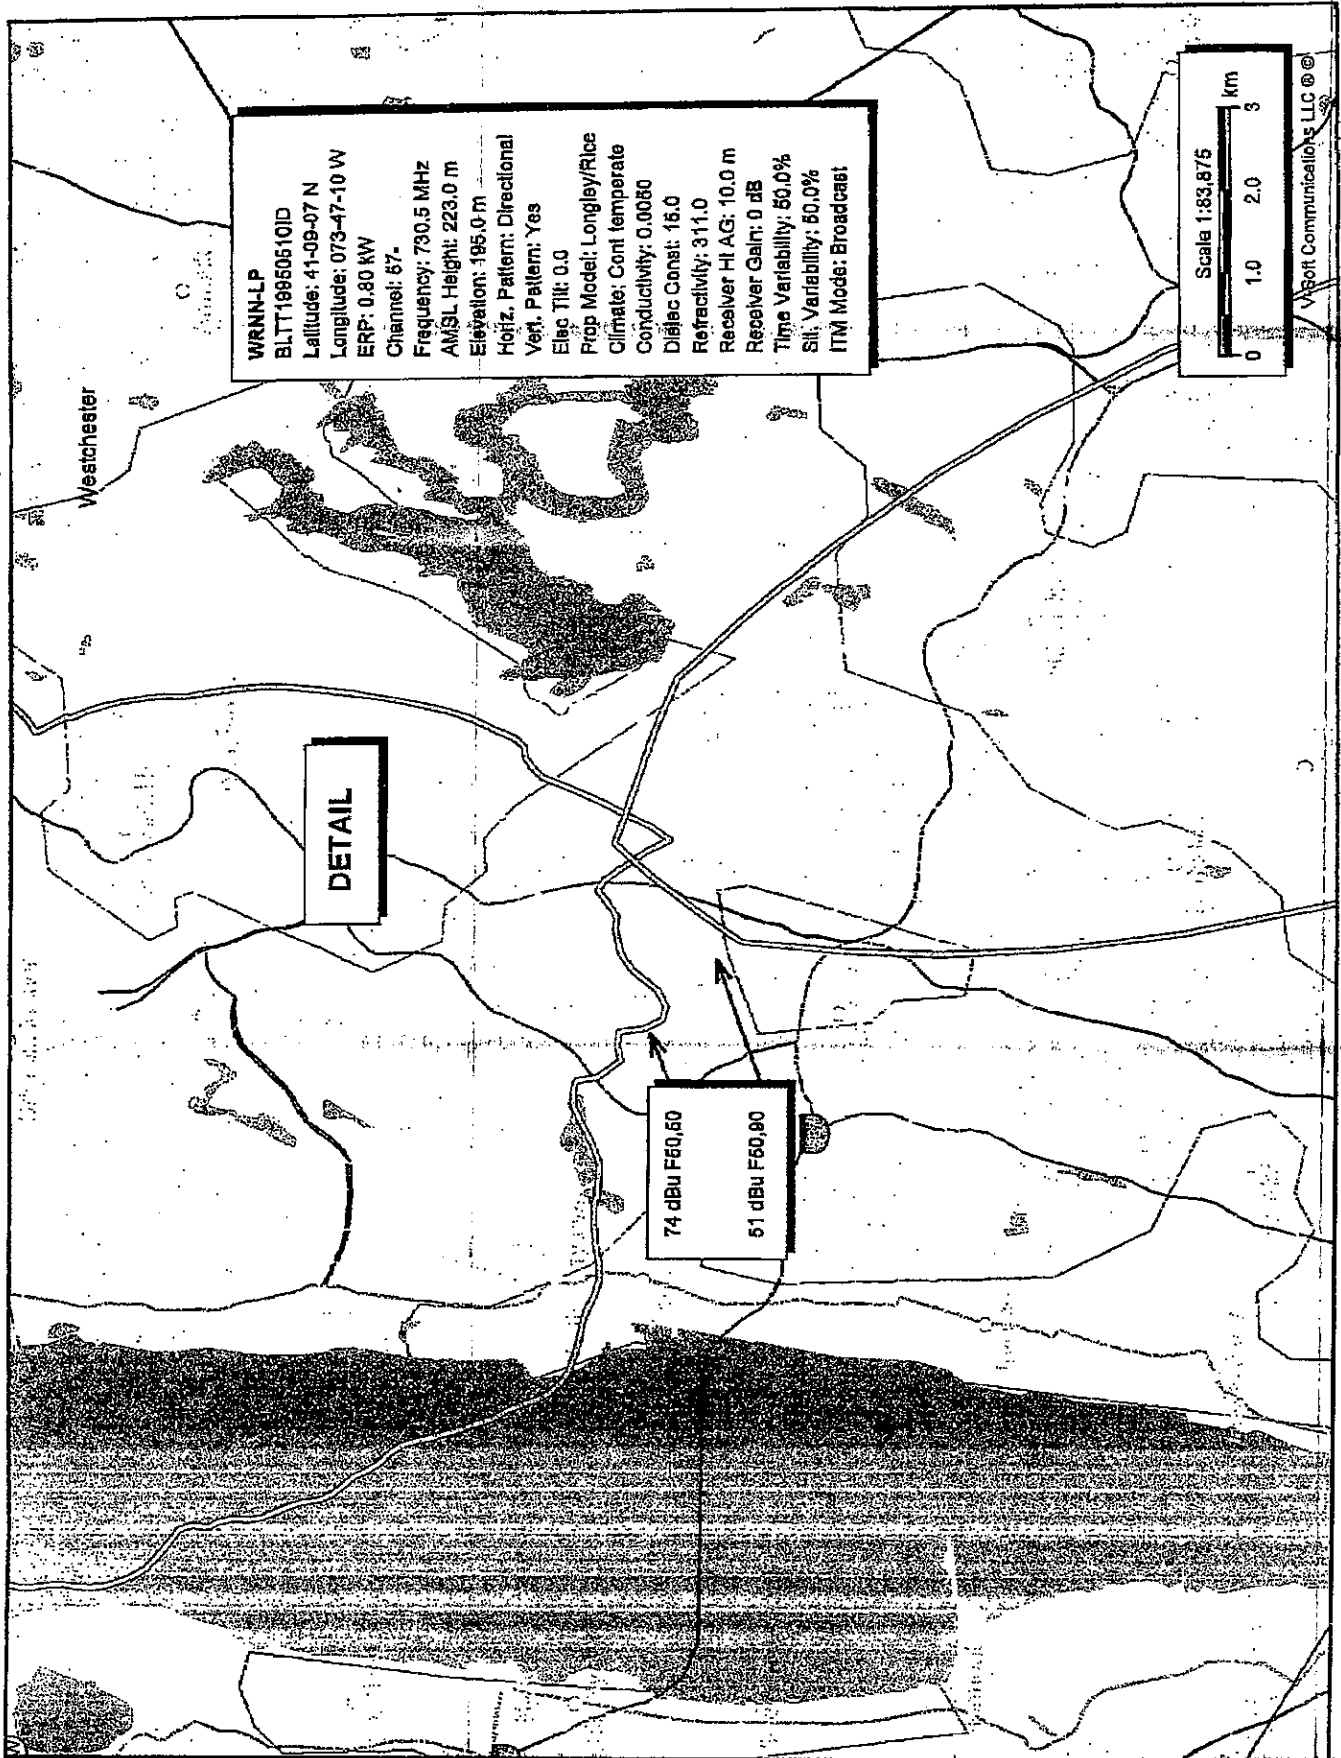 Westchester
WRNN-LP
BLTT19950510ID
Latitude: 41-09-07 N
Longitude: 073-47-10 W
ERP: 0.80 kW
Channel: 57-
Frequency: 730.5 MHz
AMSL Height: 223.0 m
Elevation: 195.0 m
Horiz. Pattern: Directional
Vert. Pattern: Yes
Elec Tilt: 0.0
Prop Model: Longley/Rice
Climate: Cont temperate
Conductivity: 0.0050
Dielec Const: 15.0
Refractivity: 311.0
Receiver Ht AG: 10.0 m
Receiver Gain: 0 dB
Time Variability: 50.0%
Sit. Variability: 50.0%
ITM Mode: Broadcast
DETAIL
74 dBu F50,50
51 dBu F50,90
Scale 1:83,875
0 1.0 2.0 3 km
V-Soft Communications LLC ® ©